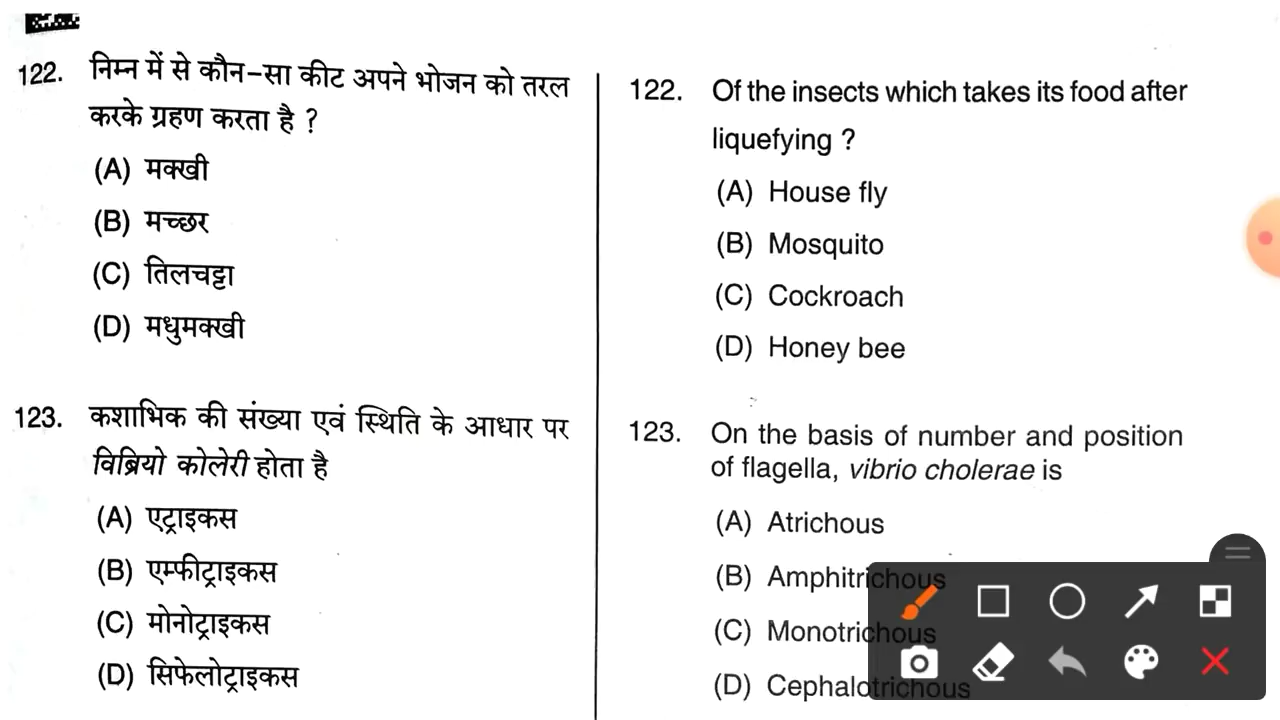 122. निम्न में से कौन-सा कीट अपने भोजन को तरल
करके ग्रहण करता है ?
(A) मक्खी
(B) मच्छर
(C) तिलचट्टा
(D) मधुमक्खी
123. कशाभिक की संख्या एवं स्थिति के आधार पर
विब्रियो कोलेरी होता है
(A) एट्राइकस
(B) एम्फीट्राइकस
(C) मोनोट्राइकस
(D) सिफेलोट्राइकस
122. Of the insects which takes its food after
liquefying ?
(A) House fly
(B) Mosquito
(C) Cockroach
(D) Honey bee
123. On the basis of number and position
of flagella, vibrio cholerae is
(A) Atrichous
(B) Amphitrichous
(C) Monotrichous
(D) Cephalotrichous